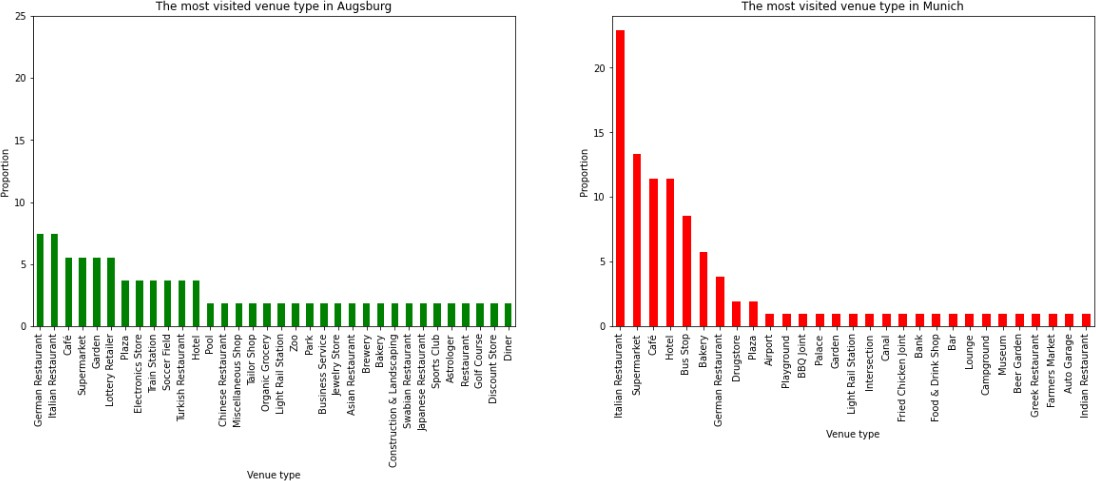 The most visited venue type in Augsburg
25
20
15
10
5
0
Proportion
German Restaurant
Italian Restaurant
Café
Supermarket
Garden
Lottery Retailer
Plaza
Electronics Store
Train Station
Soccer Field
Turkish Restaurant
Hotel
Pool
Chinese Restaurant
Miscellaneous Shop
Tailor Shop
Organic Grocery
Light Rail Station
Zoo
Park
Business Service
Jewelry Store
Asian Restaurant
Brewery
Bakery
Construction & Landscaping
Swabian Restaurant
Japanese Restaurant
Sports Club
Astrologer
Restaurant
Golf Course
Discount Store
Diner
Venue type
The most visited venue type in Munich
20
15
10
5
0
Proportion
Italian Restaurant
Supermarket
Café
Hotel
Bus Stop
Bakery
German Restaurant
Drugstore
Plaza
Airport
Playground
BBQ Joint
Palace
Garden
Light Rail Station
Intersection
Canal
Fried Chicken Joint
Bank
Food & Drink Shop
Bar
Lounge
Campground
Museum
Beer Garden
Greek Restaurant
Farmers Market
Auto Garage
Indian Restaurant
Venue type